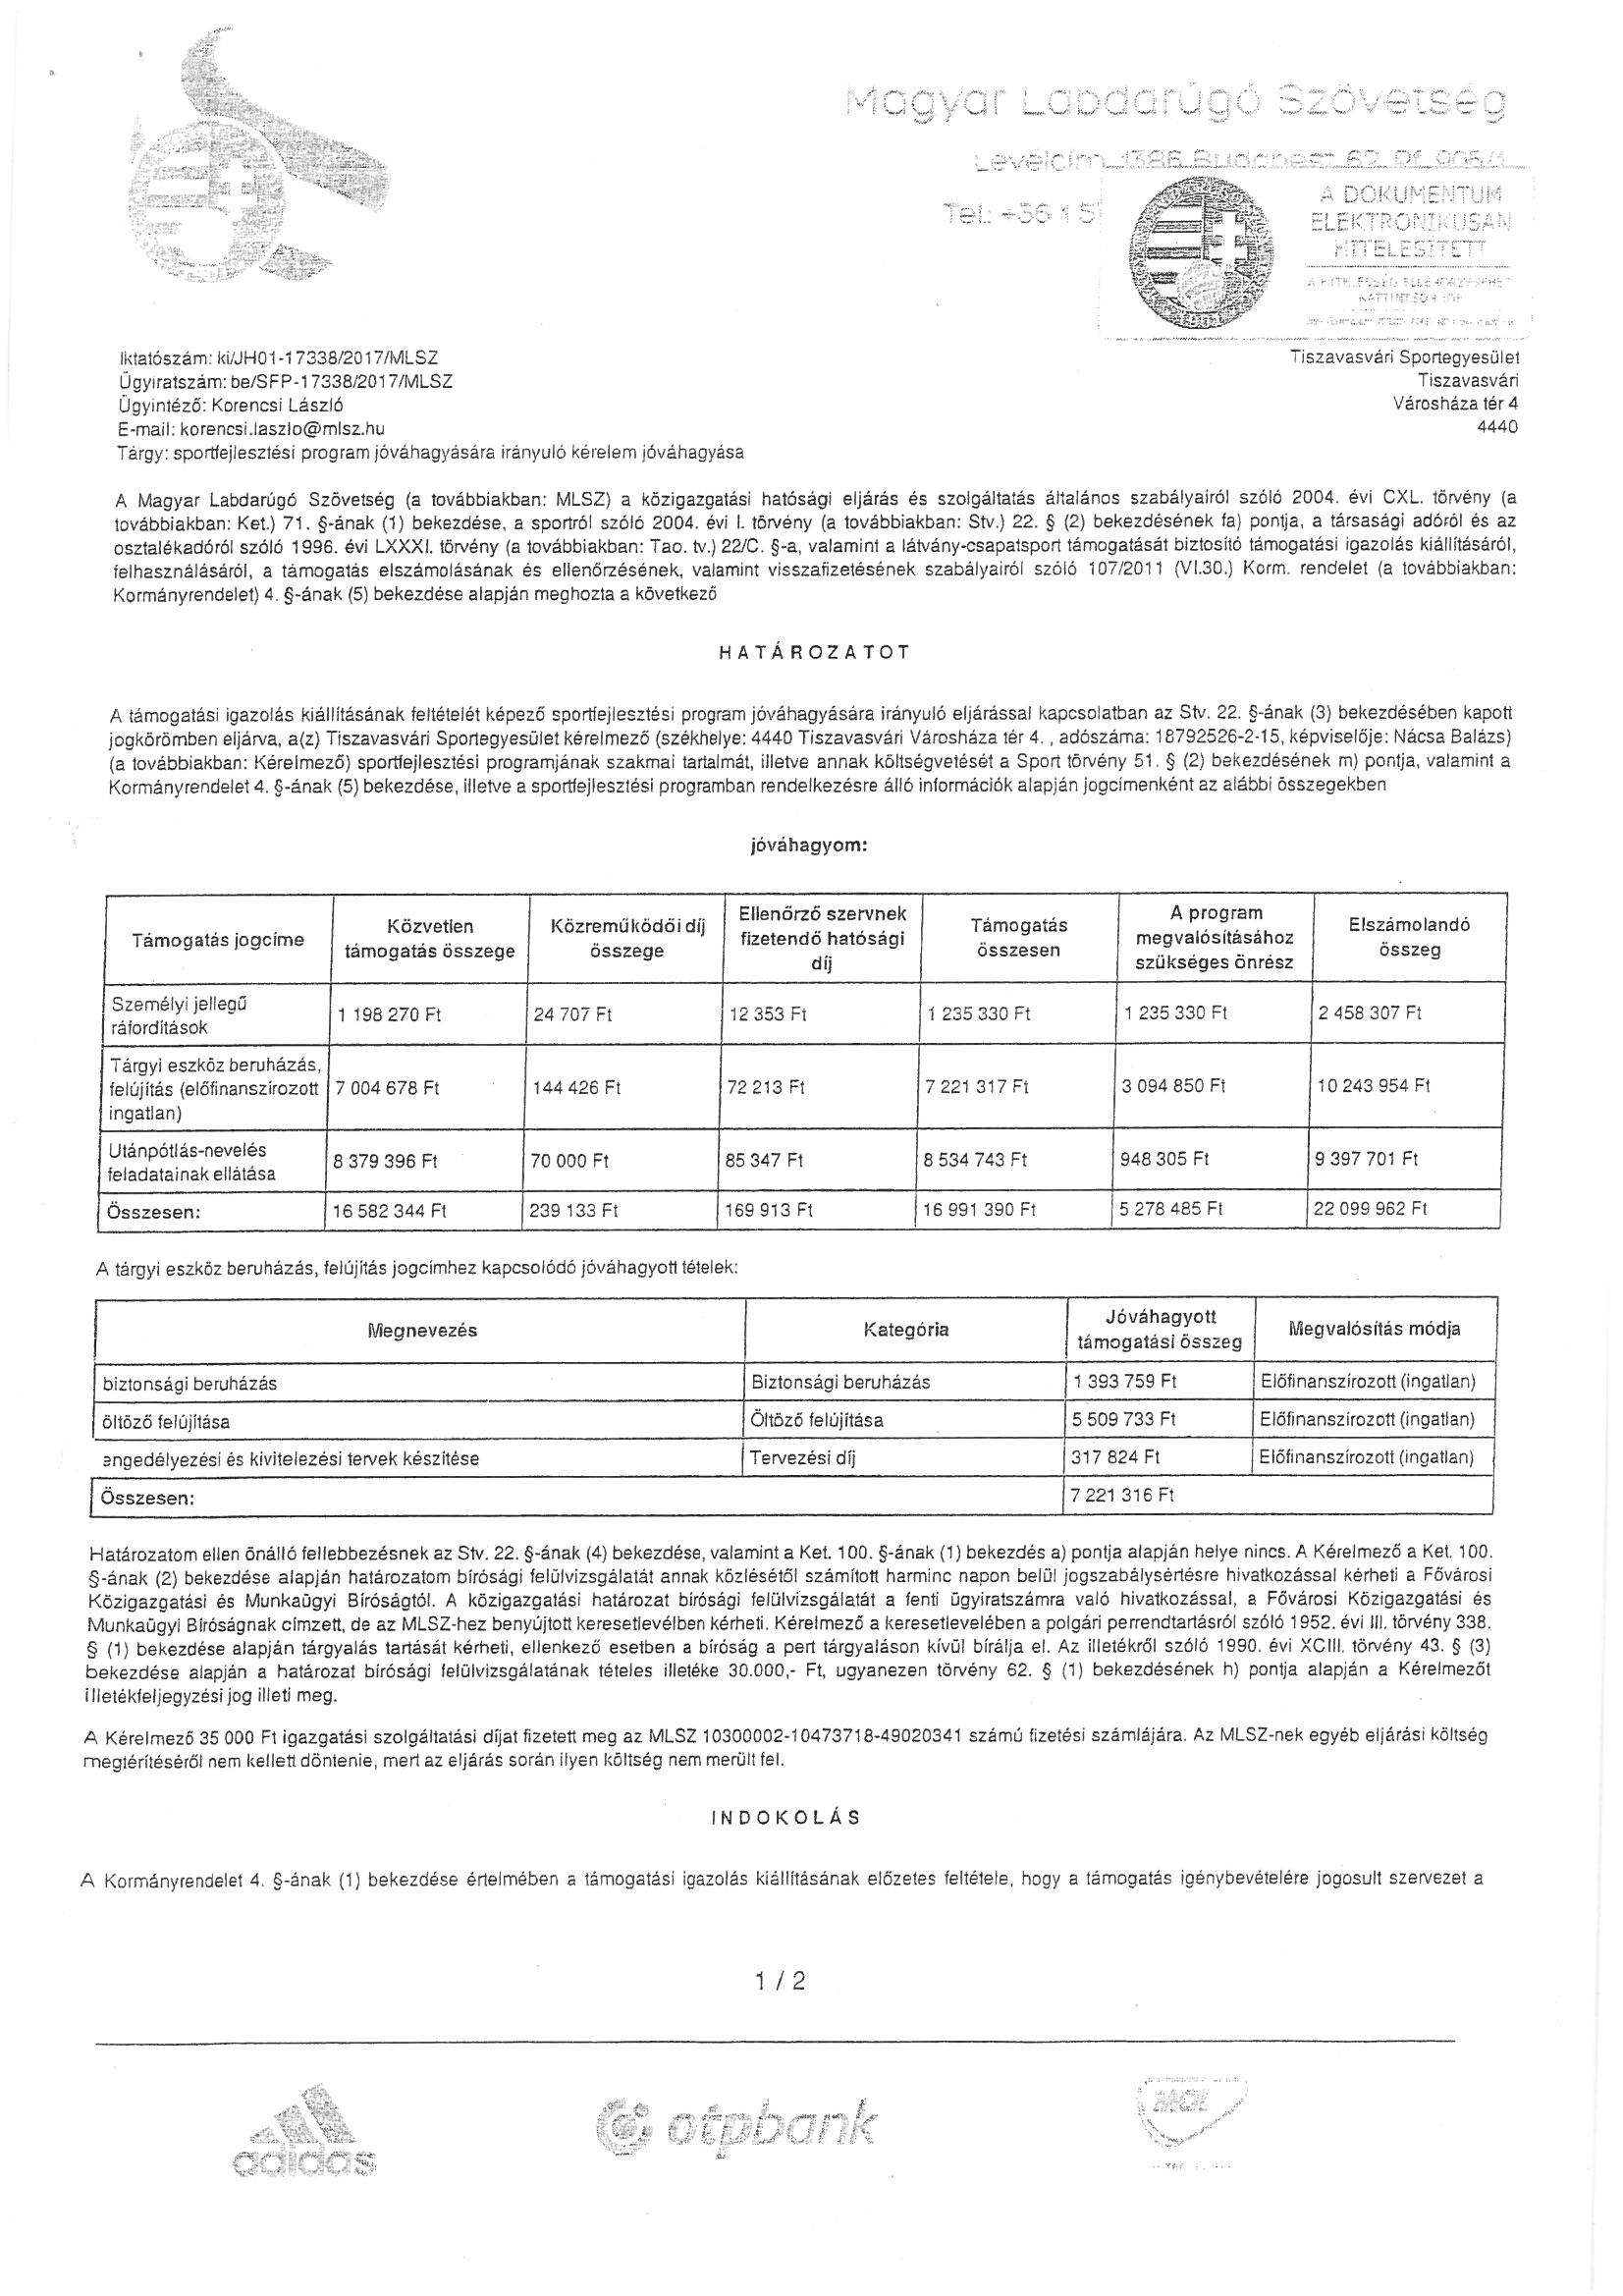 Magyar Labdarúgó Szövetség
Levélcím: 1386 Budapest 62. Pf. 906/1
Tel.: +36 1 5
A DOKUMENTUM
ELEKTRONIKUSAN
HITELESÍTETT
Iktatószám: ki/JH01-17338/2017/MLSZ
Ügyiratszám: be/SFP-17338/2017/MLSZ
Ügyintéző: Korencsi László
E-mail: korencsi.laszlo@mlsz.hu
Tárgy: sportfejlesztési program jóváhagyására irányuló kérelem jóváhagyása
Tiszavasvári Sportegyesület
Tiszavasvári
Városháza tér 4
4440
A Magyar Labdarúgó Szövetség (a továbbiakban: MLSZ) a közigazgatási hatósági eljárás és szolgáltatás általános szabályairól szóló 2004. évi CXL. törvény (a
továbbiakban: Ket.) 71. §-ának (1) bekezdése, a sportról szóló 2004. évi I. törvény (a továbbiakban: Stv.) 22. § (2) bekezdésének fa) pontja, a társasági adóról és az
osztalékadóról szóló 1996. évi LXXXI. törvény (a továbbiakban: Tao. tv.) 22/C. §-a, valamint a látvány-csapatsport támogatását biztosító támogatási igazolás kiállításáról,
felhasználásáról, a támogatás elszámolásának és ellenőrzésének, valamint visszafizetésének szabályairól szóló 107/2011 (VI.30.) Korm. rendelet (a továbbiakban:
Kormányrendelet) 4. §-ának (5) bekezdése alapján meghozta a következő
H A T Á R O Z A T O T
A támogatási igazolás kiállításának feltételét képező sportfejlesztési program jóváhagyására irányuló eljárással kapcsolatban az Stv. 22. §-ának (3) bekezdésében kapott
jogkörömben eljárva, a(z) Tiszavasvári Sportegyesület kérelmező (székhelye: 4440 Tiszavasvári Városháza tér 4. , adószáma: 18792526-2-15, képviselője: Nácsa Balázs)
(a továbbiakban: Kérelmező) sportfejlesztési programjának szakmai tartalmát, illetve annak költségvetését a Sport törvény 51. § (2) bekezdésének m) pontja, valamint a
Kormányrendelet 4. §-ának (5) bekezdése, illetve a sportfejlesztési programban rendelkezésre álló információk alapján jogcímenként az alábbi összegekben
jóváhagyom:
Támogatás jogcíme
Közvetlen
támogatás összege
Közreműködői díj
összege
Ellenőrző szervnek
fizetendő hatósági
díj
Támogatás
összesen
A program
megvalósításához
szükséges önrész
Elszámolandó
összeg
Személyi jellegű
ráfordítások
1 198 270 Ft
24 707 Ft
12 353 Ft
1 235 330 Ft
1 235 330 Ft
2 458 307 Ft
Tárgyi eszköz beruházás,
felújítás (előfinanszírozott
ingatlan)
7 004 678 Ft
144 426 Ft
72 213 Ft
7 221 317 Ft
3 094 850 Ft
10 243 954 Ft
Utánpótlás-nevelés
feladatainak ellátása
8 379 396 Ft
70 000 Ft
85 347 Ft
8 534 743 Ft
948 305 Ft
9 397 701 Ft
Összesen:
16 582 344 Ft
239 133 Ft
169 913 Ft
16 991 390 Ft
5 278 485 Ft
22 099 962 Ft
A tárgyi eszköz beruházás, felújítás jogcímhez kapcsolódó jóváhagyott tételek:
Megnevezés
Kategória
Jóváhagyott
támogatási összeg
Megvalósítás módja
biztonsági beruházás
Biztonsági beruházás
1 393 759 Ft
Előfinanszírozott (ingatlan)
öltöző felújítása
Öltöző felújítása
5 509 733 Ft
Előfinanszírozott (ingatlan)
engedélyezési és kivitelezési tervek készítése
Tervezési díj
317 824 Ft
Előfinanszírozott (ingatlan)
Összesen:
7 221 316 Ft
Határozatom ellen önálló fellebbezésnek az Stv. 22. §-ának (4) bekezdése, valamint a Ket. 100. §-ának (1) bekezdés a) pontja alapján helye nincs. A Kérelmező a Ket. 100.
§-ának (2) bekezdése alapján határozatom bírósági felülvizsgálatát annak közlésétől számított harminc napon belül jogszabálysértésre hivatkozással kérheti a Fővárosi
Közigazgatási és Munkaügyi Bíróságtól. A közigazgatási határozat bírósági felülvizsgálatát a fenti ügyiratszámra való hivatkozással, a Fővárosi Közigazgatási és
Munkaügyi Bíróságnak címzett, de az MLSZ-hez benyújtott keresetlevélben kérheti. Kérelmező a keresetlevelében a polgári perrendtartásról szóló 1952. évi III. törvény 338.
§ (1) bekezdése alapján tárgyalás tartását kérheti, ellenkező esetben a bíróság a pert tárgyaláson kívül bírálja el. Az illetékről szóló 1990. évi XCIII. törvény 43. § (3)
bekezdése alapján a határozat bírósági felülvizsgálatának tételes illetéke 30.000,- Ft, ugyanezen törvény 62. § (1) bekezdésének h) pontja alapján a Kérelmezőt
illetékfeljegyzési jog illeti meg.
A Kérelmező 35 000 Ft igazgatási szolgáltatási díjat fizetett meg az MLSZ 10300002-10473718-49020341 számú fizetési számlájára. Az MLSZ-nek egyéb eljárási költség
megtérítéséről nem kellett döntenie, mert az eljárás során ilyen költség nem merült fel.
I N D O K O L Á S
A Kormányrendelet 4. §-ának (1) bekezdése értelmében a támogatási igazolás kiállításának előzetes feltétele, hogy a támogatás igénybevételére jogosult szervezet a
1 / 2
adidas
otpbank
MOL